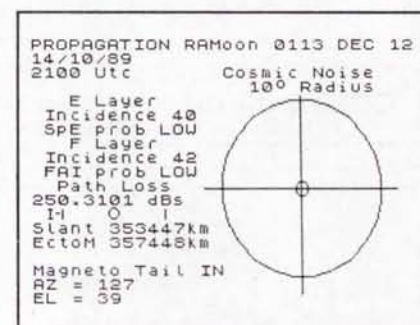 PROPAGATION RAMoon 0113 DEC 12
14/10/89
2100 Utc
Cosmic Noise
10º Radius
E Layer
Incidence 40
SpE prob LOW
F Layer
Incidence 42
FAI prob LOW
Path Loss
250.3101 dBs
I-I O I
Slant 353447km
EctoM 357448km
Magneto Tail IN
AZ = 127
EL = 39